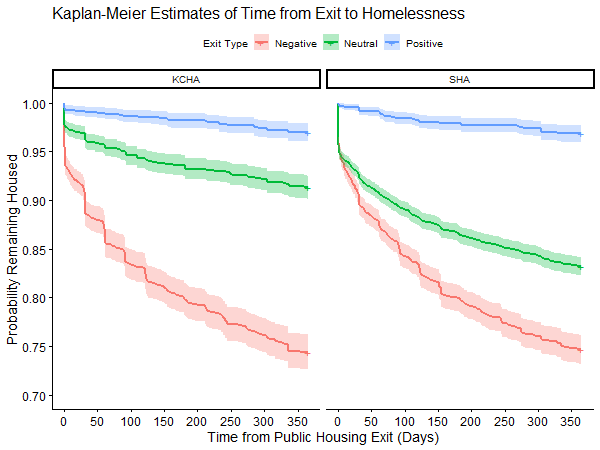 Kaplan-Meier Estimates of Time from Exit to Homelessness
Exit Type Negative Neutral Positive
KCHA SHA
Probability Remaining Housed
1.00
0.95
0.90
0.85
0.80
0.75
0.70
0 50 100 150 200 250 300 350 0 50 100 150 200 250 300 350
Time from Public Housing Exit (Days)